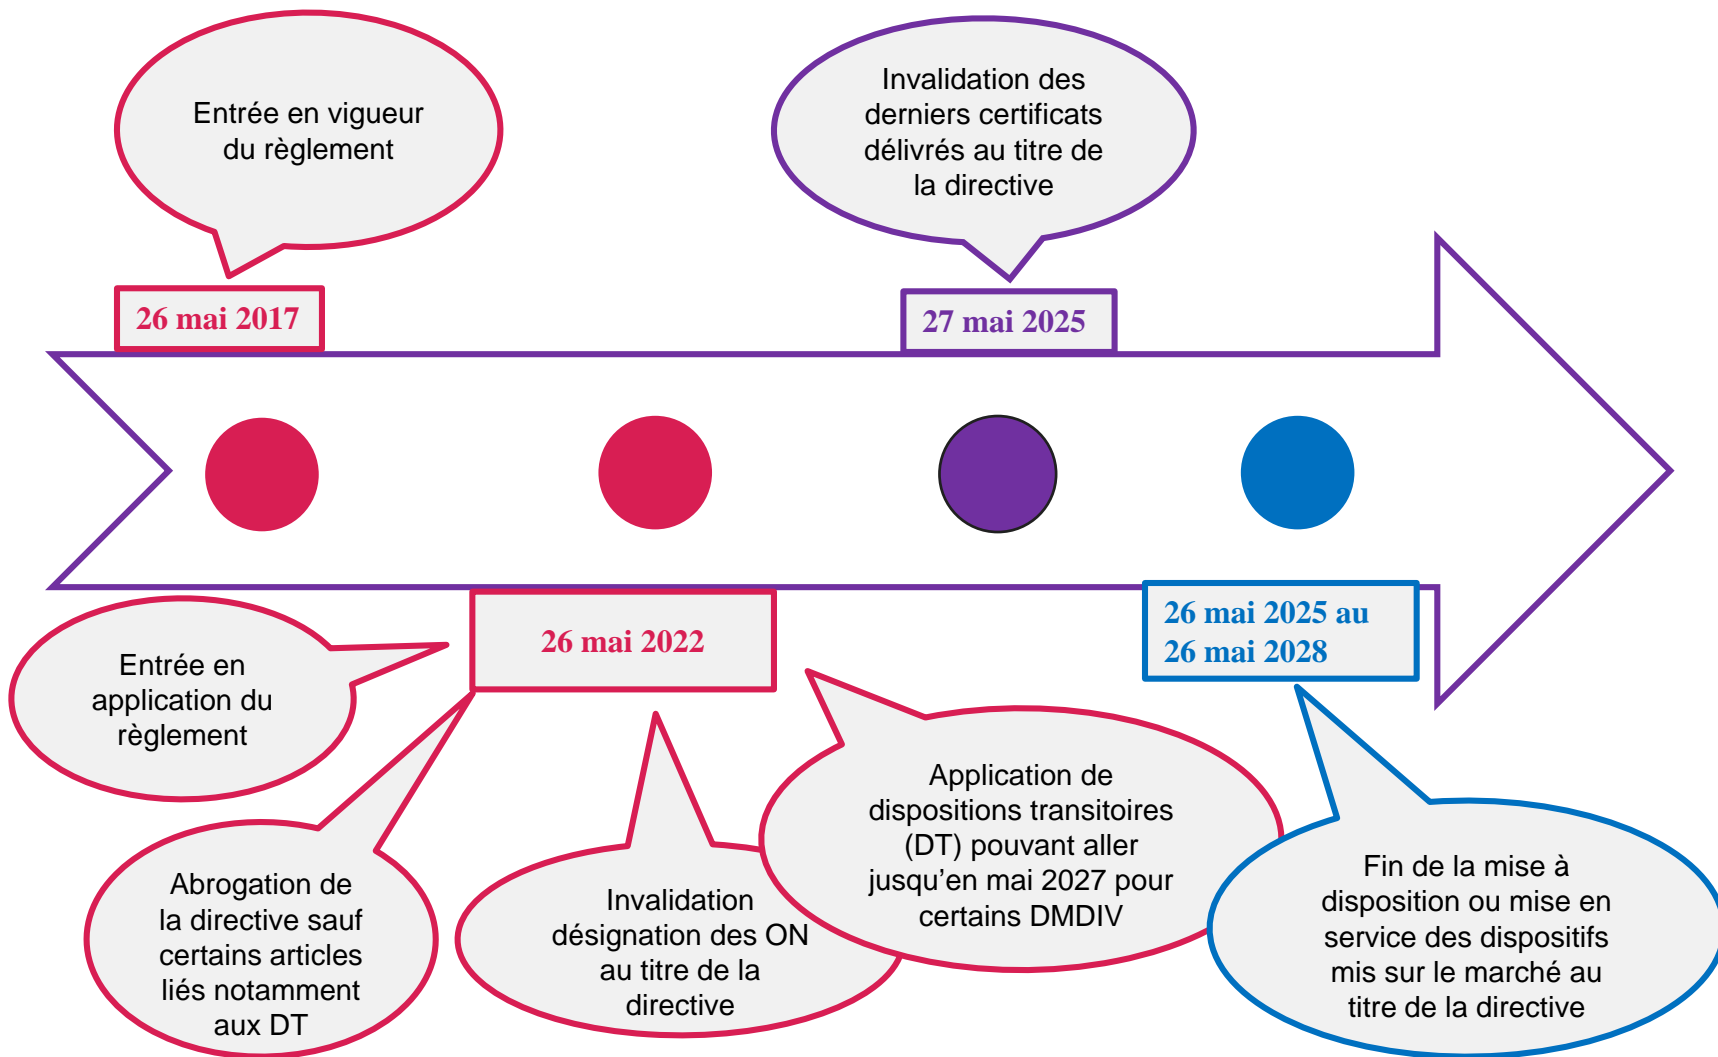 Entrée en vigueur
du règlement
Invalidation des
derniers certificats
délivrés au titre de
la directive
26 mai 2017
27 mai 2025
26 mai 2022
26 mai 2025 au
26 mai 2028
Entrée en
application du
règlement
Abrogation de
la directive sauf
certains articles
liés notamment
aux DT
Invalidation
désignation des ON
au titre de la
directive
Application de
dispositions transitoires
(DT) pouvant aller
jusqu’en mai 2027 pour
certains DMDIV
Fin de la mise à
disposition ou mise en
service des dispositifs
mis sur le marché au
titre de la directive